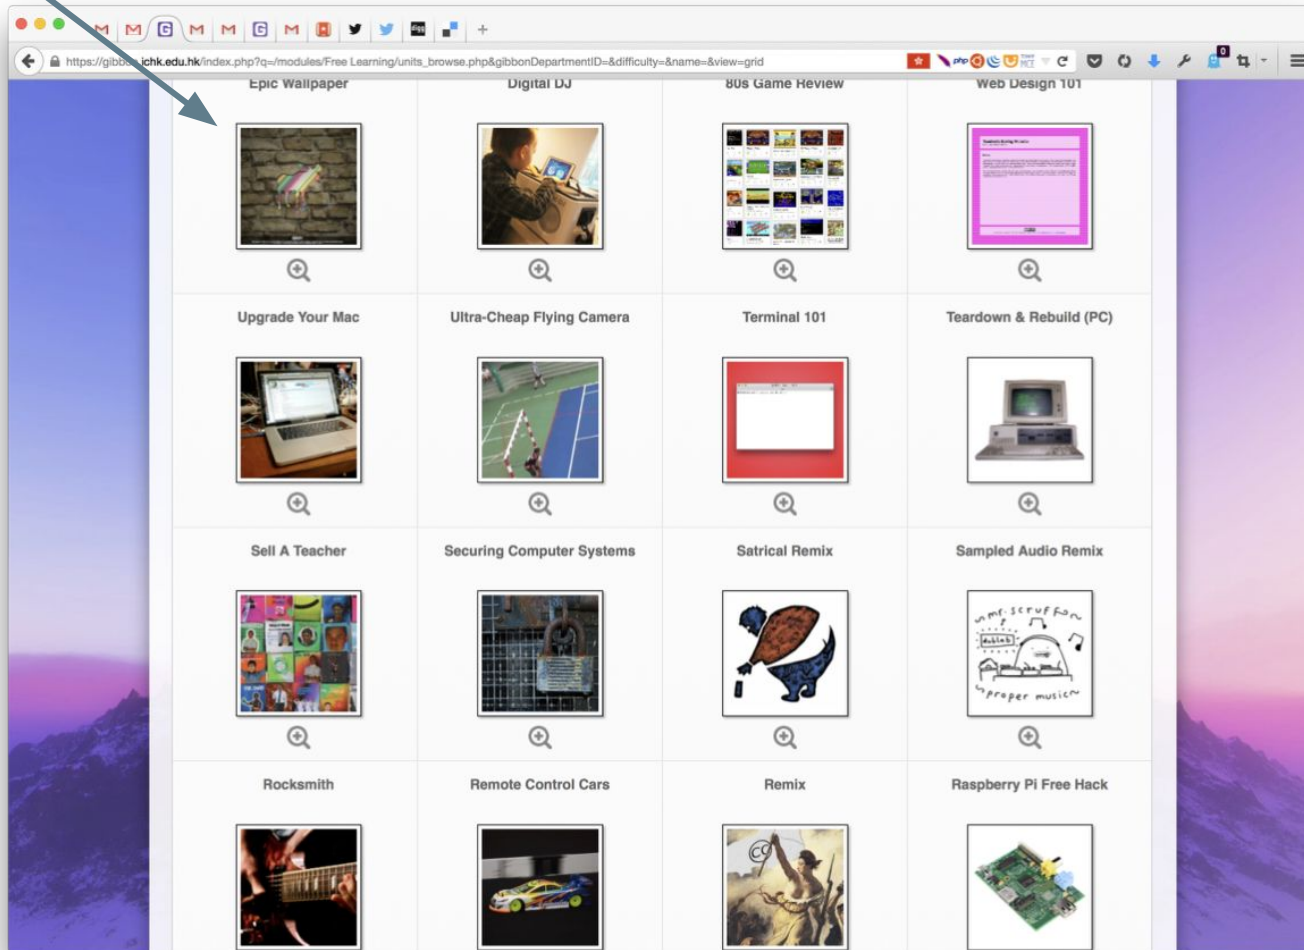 https://gibbon.ichk.edu.hk/index.php?q=/modules/Free Learning/units_browse.php&gibbonDepartmentID=&difficulty=&name=&view=grid
Epic Wallpaper
Digital DJ
80s Game Review
Web Design 101
Upgrade Your Mac
Ultra-Cheap Flying Camera
Terminal 101
Teardown & Rebuild (PC)
Sell A Teacher
Securing Computer Systems
Satrical Remix
Sampled Audio Remix
mr. scruff
proper music
Rocksmith
Remote Control Cars
Remix
Raspberry Pi Free Hack